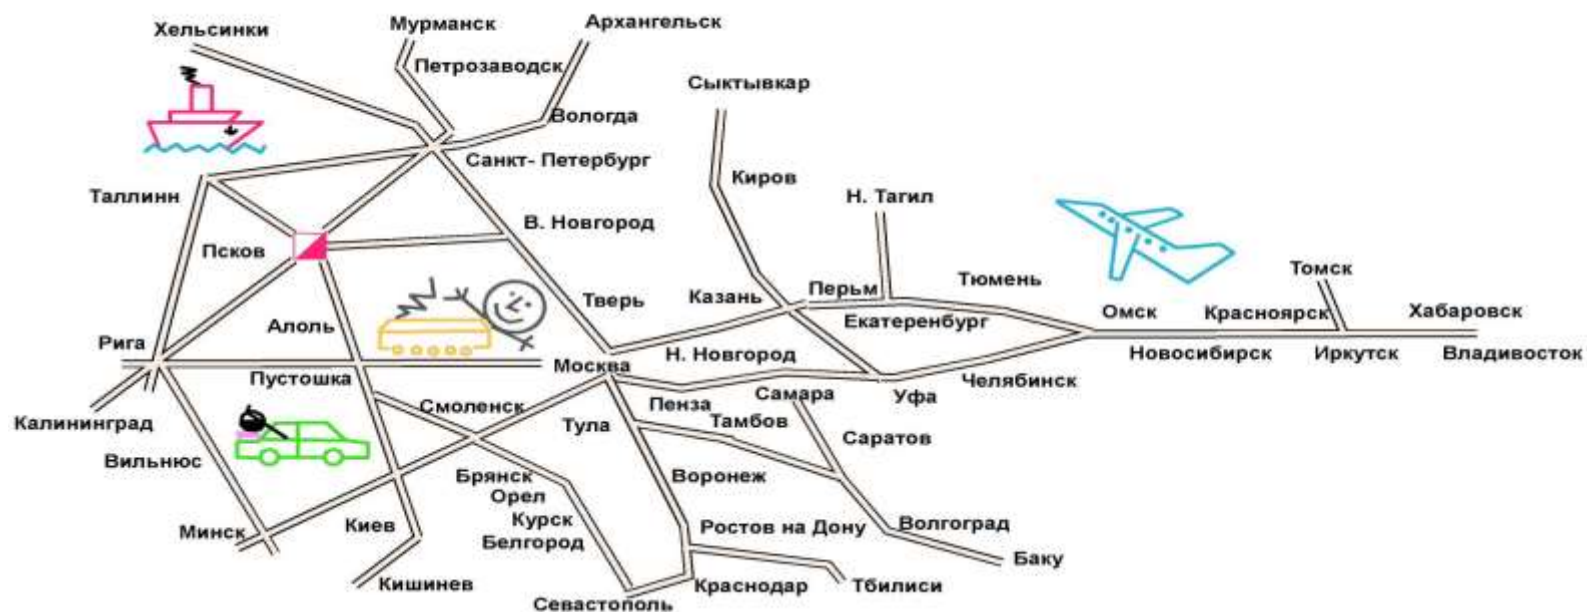 Хельсинки
Мурманск
Архангельск
Петрозаводск
Сыктывкар
Вологда
Санкт- Петербург
Киров
Таллинн
Н. Тагил
В. Новгород
Псков
Томск
Тюмень
Перьм
Казань
Тверь
Омск
Красноярск
Хабаровск
Екатеренбург
Алоль
Рига
Н. Новгород
Новосибирск
Иркутск
Владивосток
Москва
Пустошка
Челябинск
Самара
Уфа
Пенза
Смоленск
Калининград
Тула
Тамбов
Саратов
Вильнюс
Брянск
Воронеж
Орел
Курск
Киев
Минск
Ростов на Дону
Волгоград
Белгород
Баку
Кишинев
Краснодар
Тбилиси
Севастополь